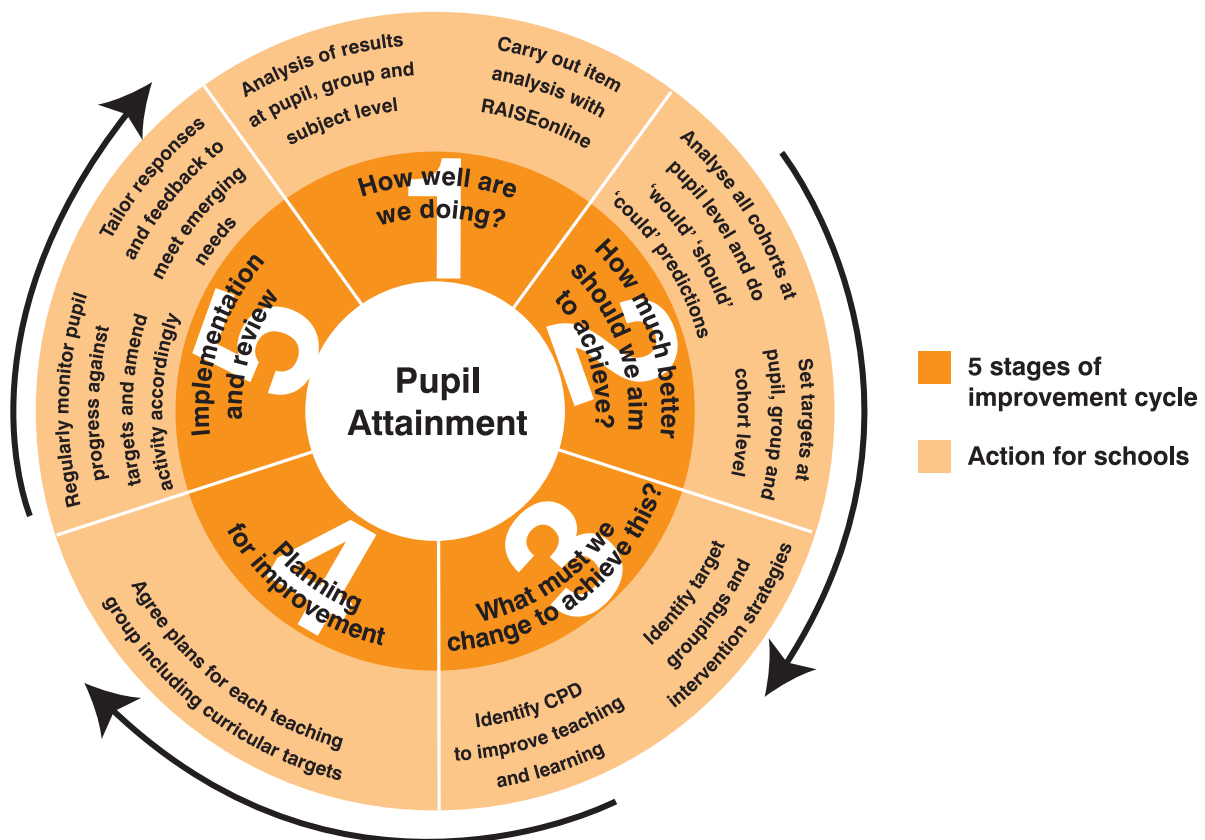 Analysis of results
at pupil, group and
subject level
Carry out item
analysis with
RAISEonline
1
How well are
we doing?
Analyse all cohorts at
pupil level and do
‘would’ ‘should’
‘could’ predictions
Set targets at
pupil, group and
cohort level
2
How much better
should we aim
to achieve?
Identify target
groupings and
intervention strategies
Identify CPD
to improve teaching
and learning
3
What must we
change to achieve this?
Agree plans for each teaching
group including curricular targets
4
Planning
for improvement
Regularly monitor pupil
progress against
targets and amend
activity accordingly
Tailor responses
and feedback to
meet emerging
needs
5
Implementation
and review
Pupil
Attainment
5 stages of
improvement cycle
Action for schools